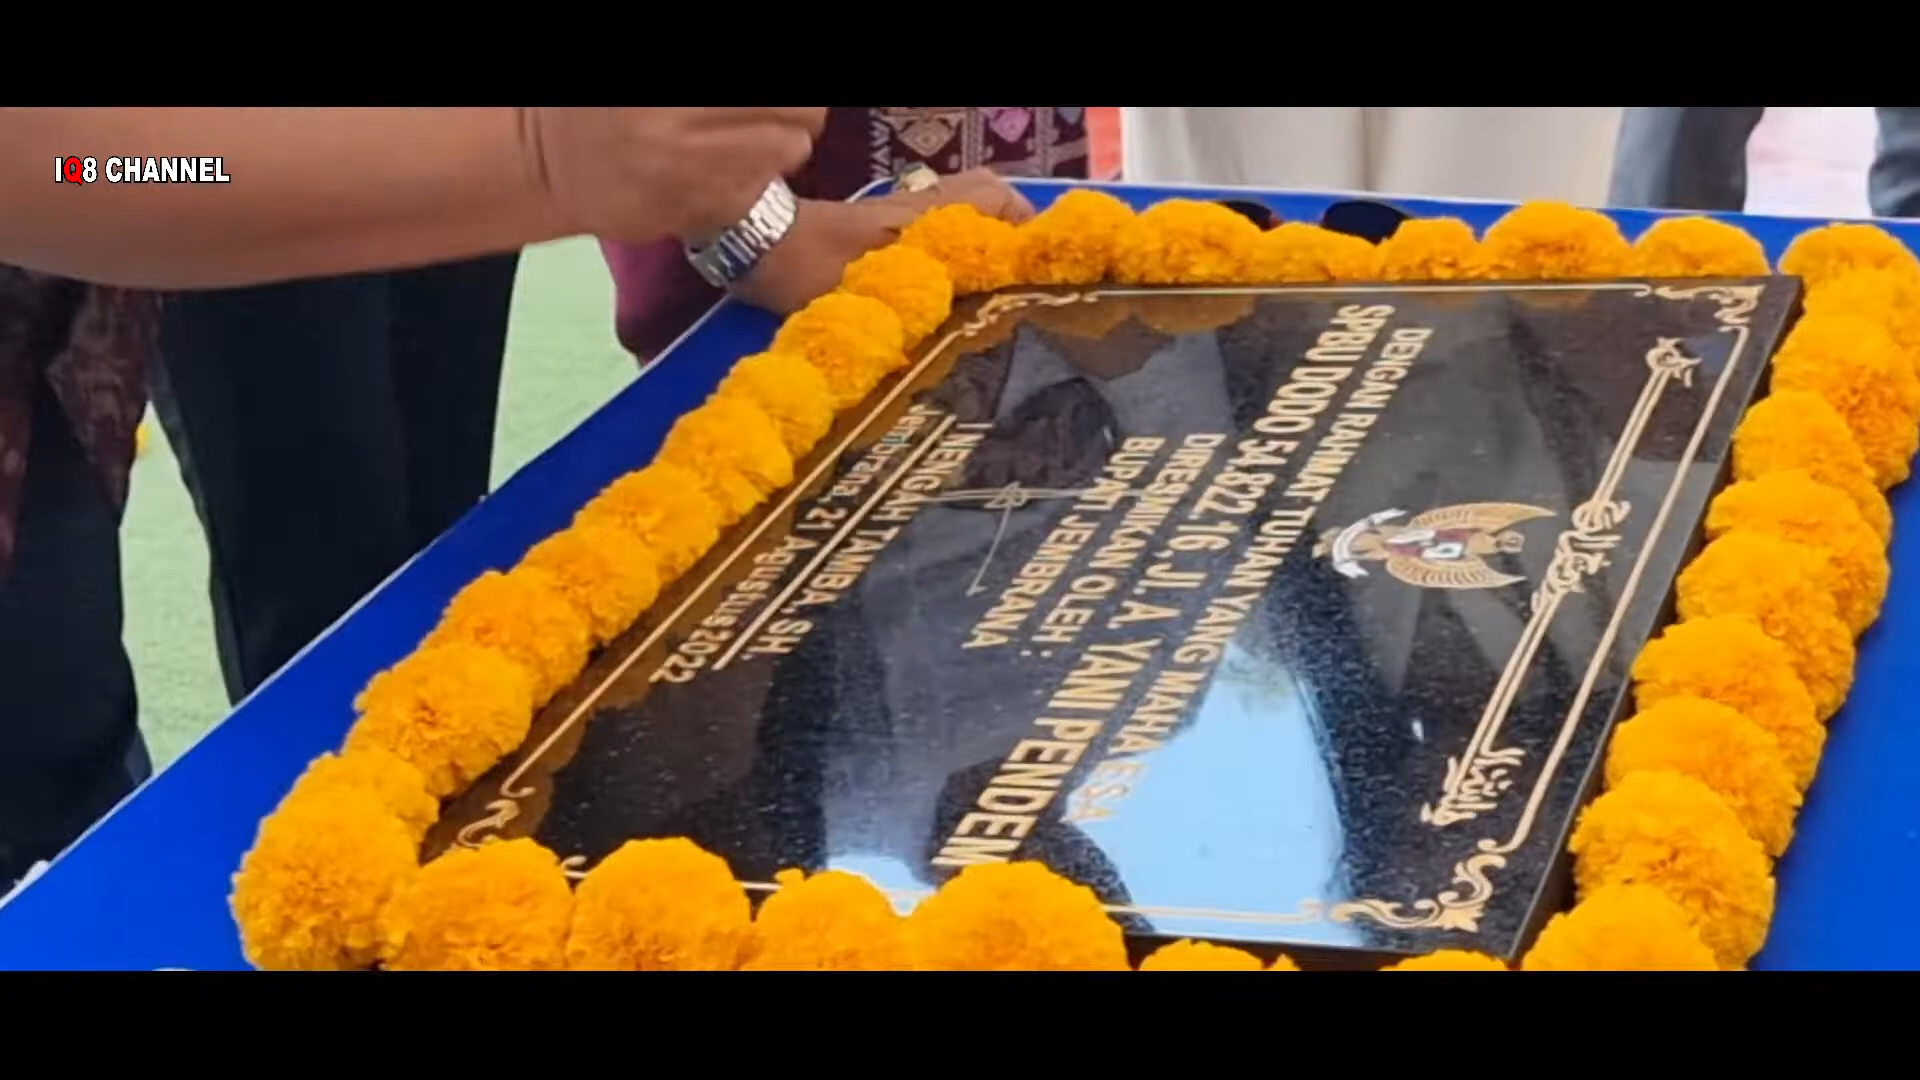 IQ8 CHANNEL
DENGAN RAHMAT TUHAN YANG MAHA ESA
SPBU DODO 54.822.16 Jl. A. YANI PENDEM
DIRESMIKAN OLEH :
BUPATI JEMBRANA
I NENGAH TAMBA, SH.
Jembrana, 21 Agustus 2022